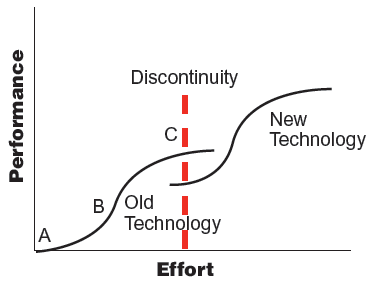 Performance
Discontinuity
C
New
Technology
B
Old
Technology
A
Effort